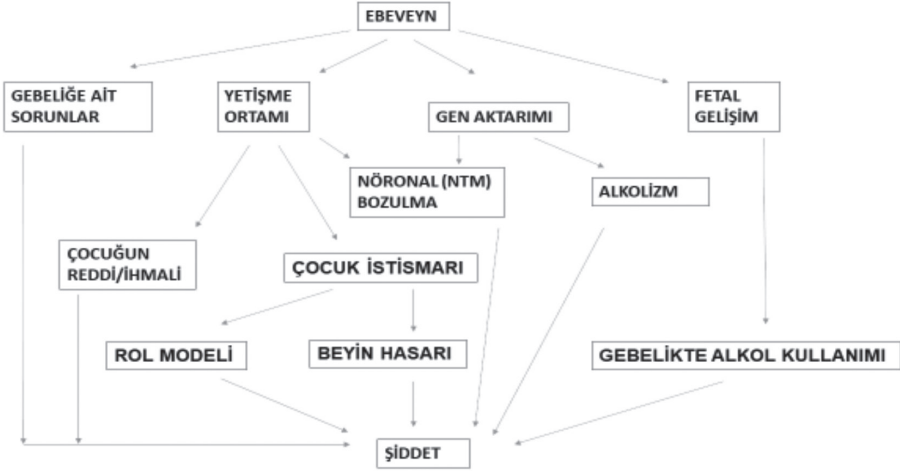 EBEVEYN
GEBELİĞE AİT
SORUNLAR
YETİŞME
ORTAMI
GEN AKTARIMI
FETAL
GELİŞİM
NÖRONAL (NTM)
BOZULMA
ALKOLİZM
ÇOCUĞUN
REDDİ/İHMALİ
ÇOCUK İSTİSMARI
ROL MODELİ
BEYİN HASARI
GEBELİKTE ALKOL KULLANIMI
ŞİDDET